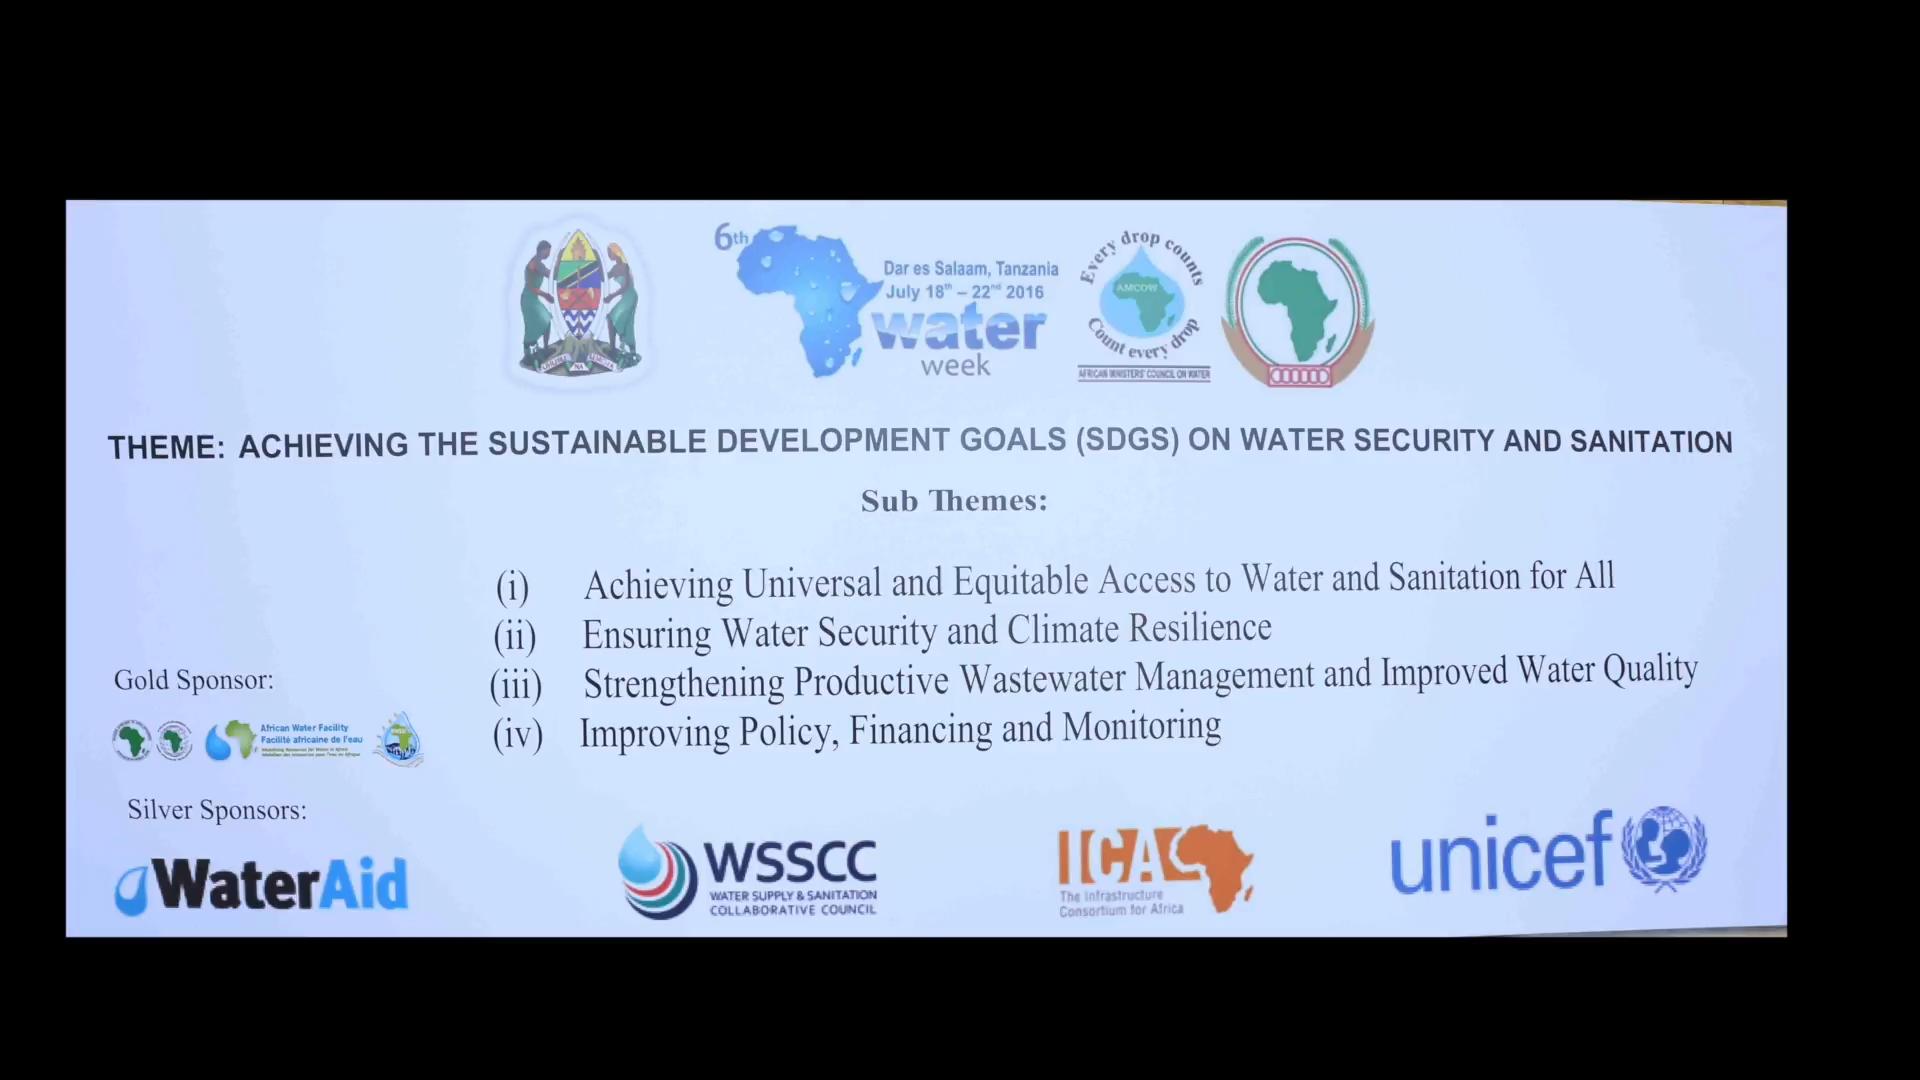 6th
Dar es Salaam, Tanzania
July 18th – 22nd 2016
water
week
Every drop counts
AMCOW
Count every drop
AFRICAN MINISTERS' COUNCIL ON WATER
THEME: ACHIEVING THE SUSTAINABLE DEVELOPMENT GOALS (SDGS) ON WATER SECURITY AND SANITATION
Sub Themes:
(i) Achieving Universal and Equitable Access to Water and Sanitation for All
(ii) Ensuring Water Security and Climate Resilience
(iii) Strengthening Productive Wastewater Management and Improved Water Quality
(iv) Improving Policy, Financing and Monitoring
Gold Sponsor:
African Water Facility
Facilité africaine de l'eau
Silver Sponsors:
WaterAid
WSSCC
WATER SUPPLY & SANITATION
COLLABORATIVE COUNCIL
ICA
The Infrastructure
Consortium for Africa
unicef